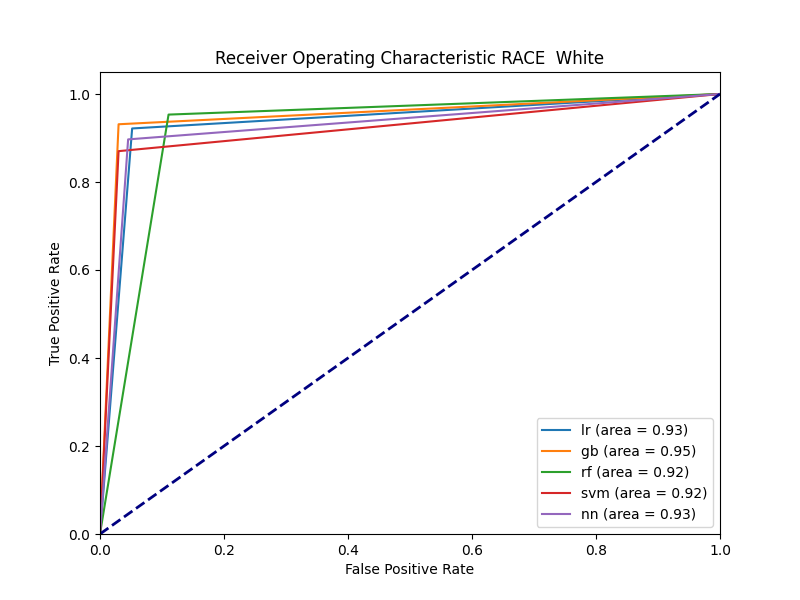 Receiver Operating Characteristic RACE  White
True Positive Rate
1.0
0.8
0.6
0.4
0.2
0.0
0.0 0.2 0.4 0.6 0.8 1.0
False Positive Rate
lr (area = 0.93)
gb (area = 0.95)
rf (area = 0.92)
svm (area = 0.92)
nn (area = 0.93)